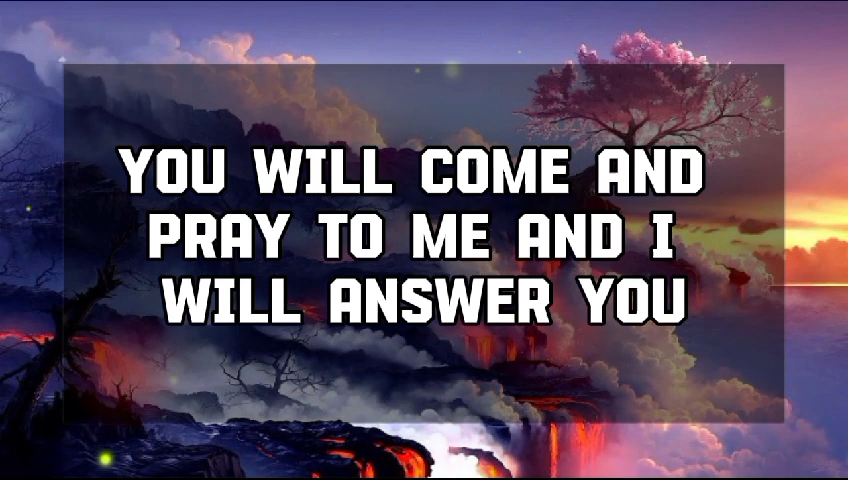 YOU WILL COME AND
PRAY TO ME AND I
WILL ANSWER YOU